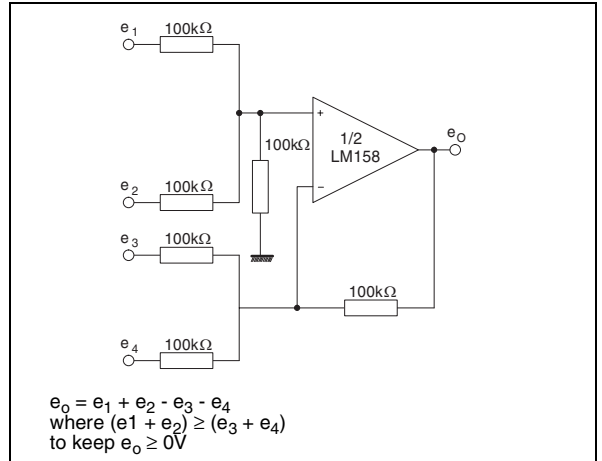 e1
100kΩ
100kΩ
1/2
LM158
+
-
eO
e2
100kΩ
e3
100kΩ
100kΩ
e4
100kΩ
eo = e1 + e2 - e3 - e4
where (e1 + e2) ≥ (e3 + e4)
to keep eo ≥ 0V